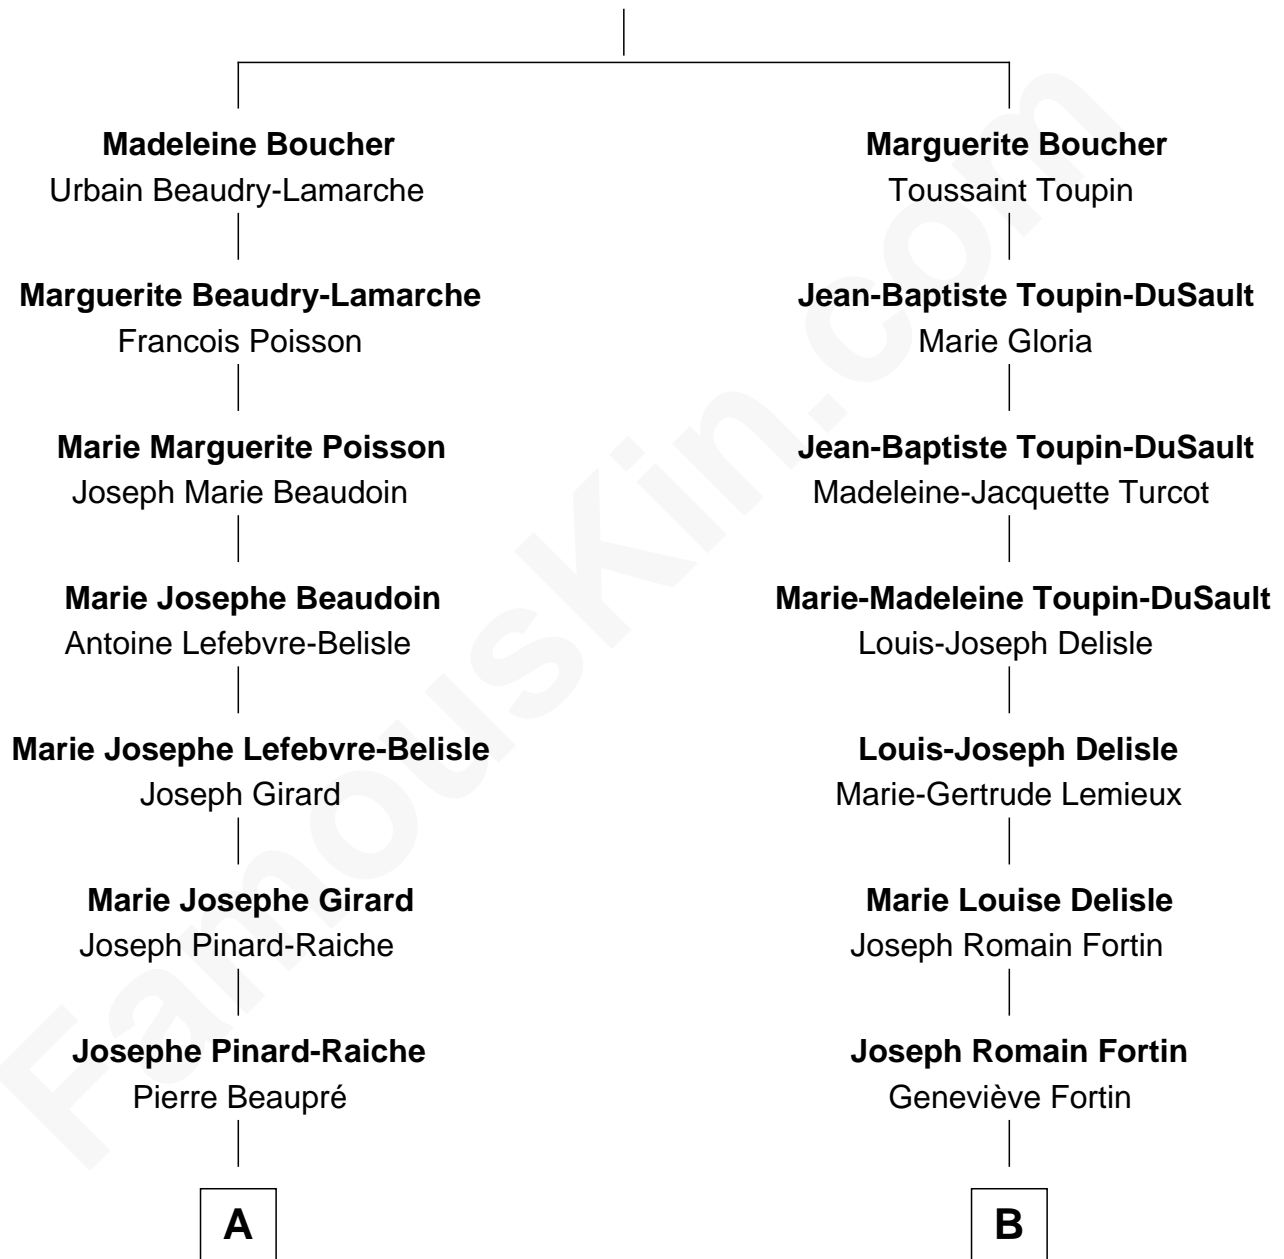 Madeleine Boucher
Urbain Beaudry-Lamarche
Marguerite Beaudry-Lamarche
Francois Poisson
Marie Marguerite Poisson
Joseph Marie Beaudoin
Marie Josephe Beaudoin
Antoine Lefebvre-Belisle
Marie Josephe Lefebvre-Belisle
Joseph Girard
Marie Josephe Girard
Joseph Pinard-Raiche
Josephe Pinard-Raiche
Pierre Beaupré
A
Marguerite Boucher
Toussaint Toupin
Jean-Baptiste Toupin-DuSault
Marie Gloria
Jean-Baptiste Toupin-DuSault
Madeleine-Jacquette Turcot
Marie-Madeleine Toupin-DuSault
Louis-Joseph Delisle
Louis-Joseph Delisle
Marie-Gertrude Lemieux
Marie Louise Delisle
Joseph Romain Fortin
Joseph Romain Fortin
Geneviève Fortin
B
FamousKin.com